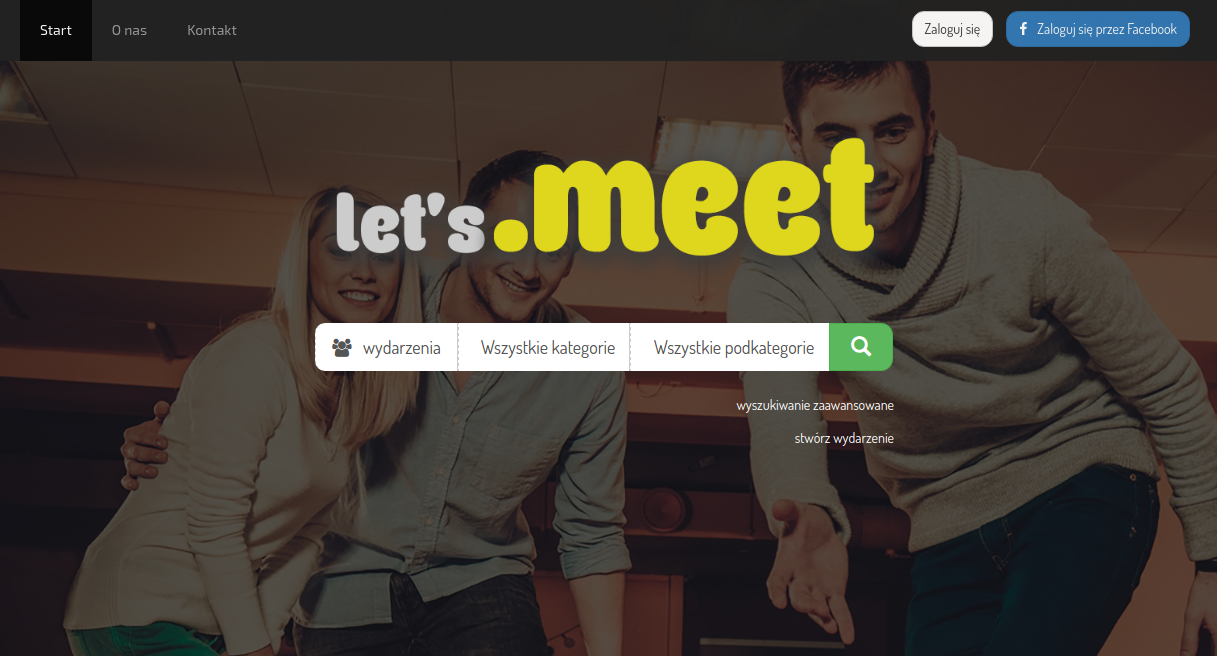 Start O nas Kontakt Zaloguj się Zaloguj się przez Facebook
let's.meet
wydarzenia Wszystkie kategorie Wszystkie podkategorie
wyszukiwanie zaawansowane
stwórz wydarzenie